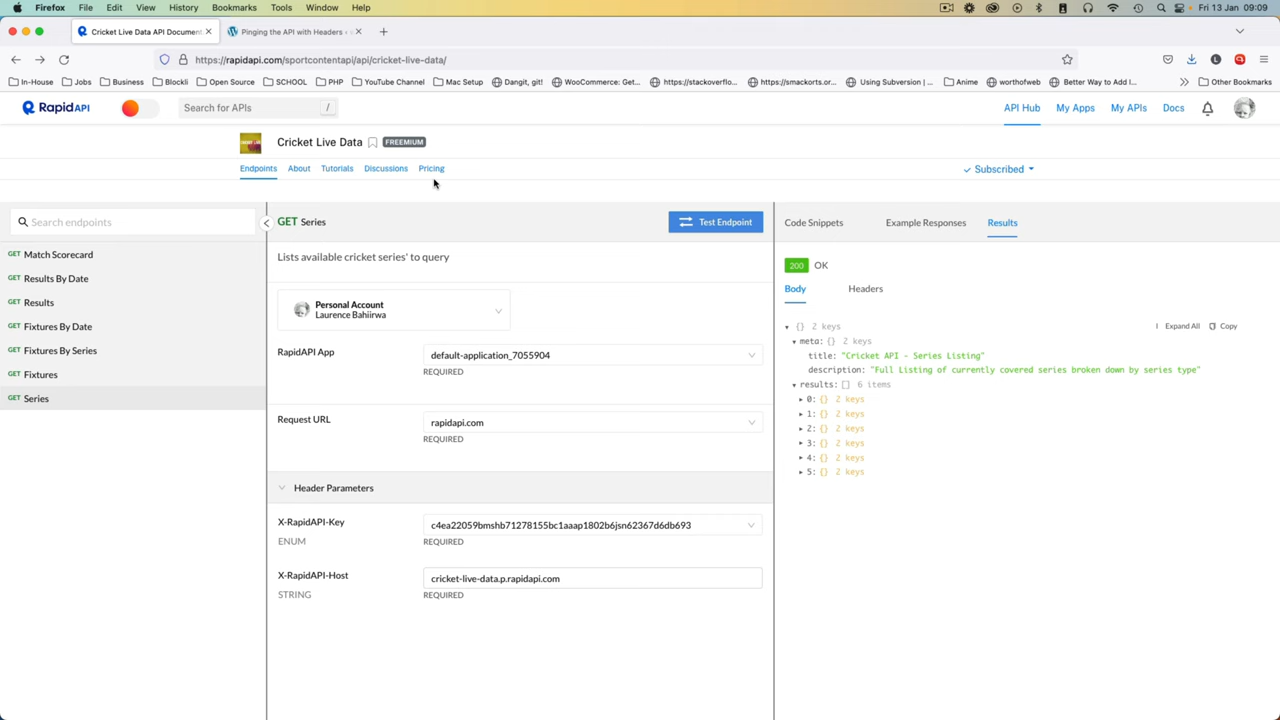 Firefox File Edit View History Bookmarks Tools Window Help
Fri 13 Jan 09:09
Cricket Live Data API Document
Pinging the API with Headers ‹
https://rapidapi.com/sportcontentapi/api/cricket-live-data/
In-House Jobs Business Blockli Open Source SCHOOL PHP YouTube Channel Mac Setup Dangit, git! WooCommerce: Get... https://stackoverflo... https://smackorts.or... Using Subversion | ... Anime worthofweb Better Way to Add I... Other Bookmarks
RapidAPI
Search for APIs /
API Hub My Apps My APIs Docs
Cricket Live Data FREEMIUM
Endpoints About Tutorials Discussions Pricing
Subscribed
Search endpoints
GET Match Scorecard
GET Results By Date
GET Results
GET Fixtures By Date
GET Fixtures By Series
GET Fixtures
GET Series
GET Series
Test Endpoint
Lists available cricket series' to query
Personal Account
Laurence Bahiirwa
RapidAPI App
default-application_7055904
REQUIRED
Request URL
rapidapi.com
REQUIRED
Header Parameters
X-RapidAPI-Key
ENUM
c4ea22059bmshb71278155bc1aaap1802b6jsn62367d6db693
REQUIRED
X-RapidAPI-Host
STRING
cricket-live-data.p.rapidapi.com
REQUIRED
Code Snippets Example Responses Results
200 OK
Body Headers
Expand All Copy
{} 2 keys
meta: {} 2 keys
title: "Cricket API - Series Listing"
description: "Full Listing of currently covered series broken down by series type"
results: [] 6 items
0: {} 2 keys
1: {} 2 keys
2: {} 2 keys
3: {} 2 keys
4: {} 2 keys
5: {} 2 keys